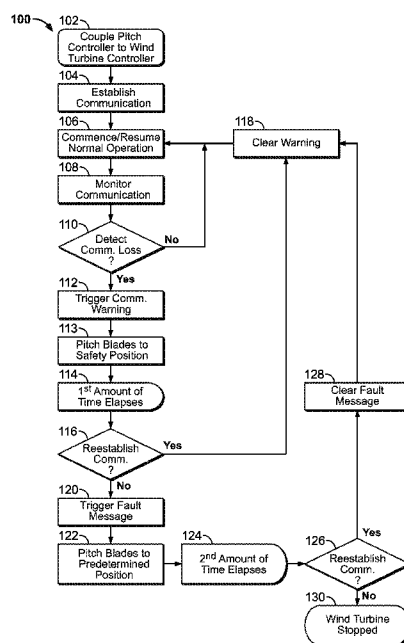 100
102
Couple Pitch
Controller to Wind
Turbine Controller
104
Establish
Communication
106
Commence/Resume
Normal Operation
118
Clear Warning
108
Monitor
Communication
110
Detect
Comm. Loss
?
No
Yes
112
Trigger Comm.
Warning
113
Pitch Blades to
Safety Position
114
1st Amount of
Time Elapses
128
Clear Fault
Message
116
Reestablish
Comm.
?
Yes
No
120
Trigger Fault
Message
122
Pitch Blades to
Predetermined
Position
124
2nd Amount of
Time Elapses
126
Reestablish
Comm.
?
Yes
No
130
Wind Turbine
Stopped